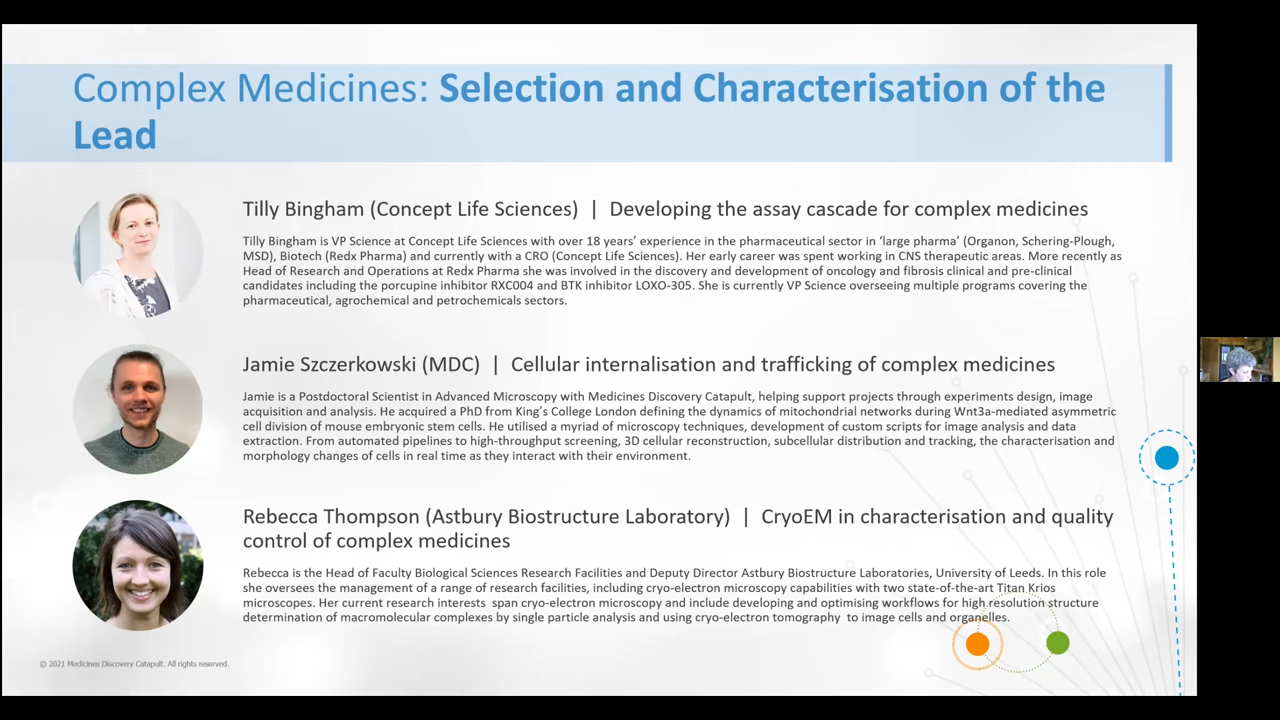 Complex Medicines: Selection and Characterisation of the
Lead
Tilly Bingham (Concept Life Sciences) | Developing the assay cascade for complex medicines
Tilly Bingham is VP Science at Concept Life Sciences with over 18 years’ experience in the pharmaceutical sector in ‘large pharma’ (Organon, Schering-Plough,
MSD), Biotech (Redx Pharma) and currently with a CRO (Concept Life Sciences). Her early career was spent working in CNS therapeutic areas. More recently as
Head of Research and Operations at Redx Pharma she was involved in the discovery and development of oncology and fibrosis clinical and pre-clinical
candidates including the porcupine inhibitor RXC004 and BTK inhibitor LOXO-305. She is currently VP Science overseeing multiple programs covering the
pharmaceutical, agrochemical and petrochemicals sectors.
Jamie Szczerkowski (MDC) | Cellular internalisation and trafficking of complex medicines
Jamie is a Postdoctoral Scientist in Advanced Microscopy with Medicines Discovery Catapult, helping support projects through experiments design, image
acquisition and analysis. He acquired a PhD from King’s College London defining the dynamics of mitochondrial networks during Wnt3a-mediated asymmetric
cell division of mouse embryonic stem cells. He utilised a myriad of microscopy techniques, development of custom scripts for image analysis and data
extraction. From automated pipelines to high-throughput screening, 3D cellular reconstruction, subcellular distribution and tracking, the characterisation and
morphology changes of cells in real time as they interact with their environment.
Rebecca Thompson (Astbury Biostructure Laboratory) | CryoEM in characterisation and quality
control of complex medicines
Rebecca is the Head of Faculty Biological Sciences Research Facilities and Deputy Director Astbury Biostructure Laboratories, University of Leeds. In this role
she oversees the management of a range of research facilities, including cryo-electron microscopy capabilities with two state-of-the-art Titan Krios
microscopes. Her current research interests span cryo-electron microscopy and include developing and optimising workflows for high resolution structure
determination of macromolecular complexes by single particle analysis and using cryo-electron tomography to image cells and organelles.
© 2021 Medicines Discovery Catapult. All rights reserved.